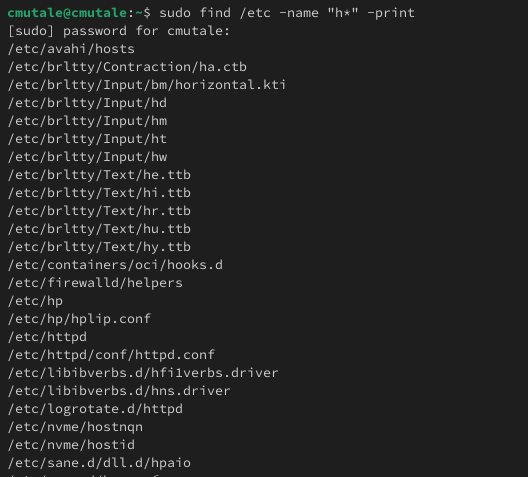 cmutale@cmutale:~$ sudo find /etc -name "h*" -print
[sudo] password for cmutale:
/etc/avahi/hosts
/etc/brltty/Contraction/ha.ctb
/etc/brltty/Input/bm/horizontal.kti
/etc/brltty/Input/hd
/etc/brltty/Input/hm
/etc/brltty/Input/ht
/etc/brltty/Input/hw
/etc/brltty/Text/he.ttb
/etc/brltty/Text/hi.ttb
/etc/brltty/Text/hr.ttb
/etc/brltty/Text/hu.ttb
/etc/brltty/Text/hy.ttb
/etc/containers/oci/hooks.d
/etc/firewalld/helpers
/etc/hp
/etc/hp/hplip.conf
/etc/httpd
/etc/httpd/conf/httpd.conf
/etc/libibverbs.d/hfi1verbs.driver
/etc/libibverbs.d/hns.driver
/etc/logrotate.d/httpd
/etc/nvme/hostnqn
/etc/nvme/hostid
/etc/sane.d/dll.d/hpaio